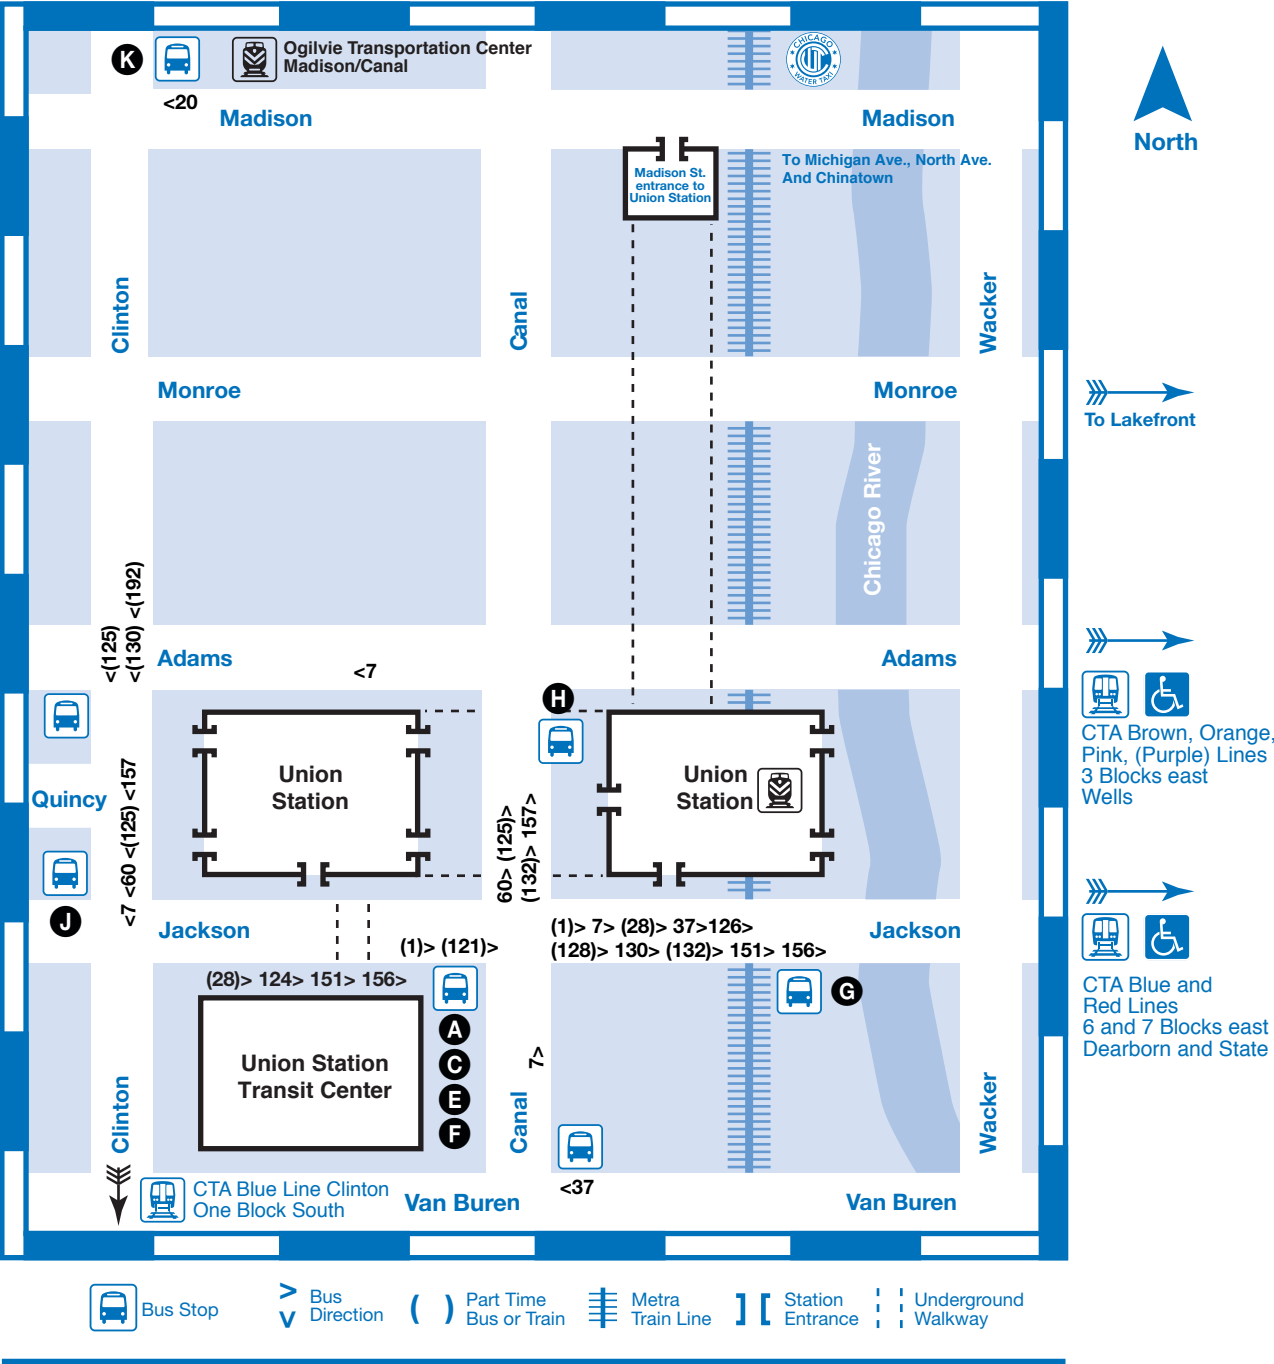 K
Ogilvie Transportation Center
Madison/Canal
CHICAGO
WATER TAXI
<20
Madison
Madison
North
Madison St.
entrance to
Union Station
To Michigan Ave., North Ave.
And Chinatown
Clinton
Canal
Wacker
Monroe
Monroe
To Lakefront
Chicago River
<(125)
<(130) <(192)
Adams
<7
Adams
H
CTA Brown, Orange,
Pink, (Purple) Lines
3 Blocks east
Wells
Union
Station
Union
Station
Quincy
<7 <60 <(125) <157
60> (125)>
(132)> 157>
J
Jackson
(1)> (121)>
(1)> 7> (28)> 37>126>
(128)> 130> (132)> 151> 156>
Jackson
(28)> 124> 151> 156>
G
CTA Blue and
Red Lines
6 and 7 Blocks east
Dearborn and State
A
C
E
F
Union Station
Transit Center
7>
Clinton
Canal
Wacker
CTA Blue Line Clinton
One Block South
Van Buren
<37
Van Buren
Bus Stop
> Bus
V Direction
( ) Part Time
Bus or Train
Metra
Train Line
Station
Entrance
Underground
Walkway